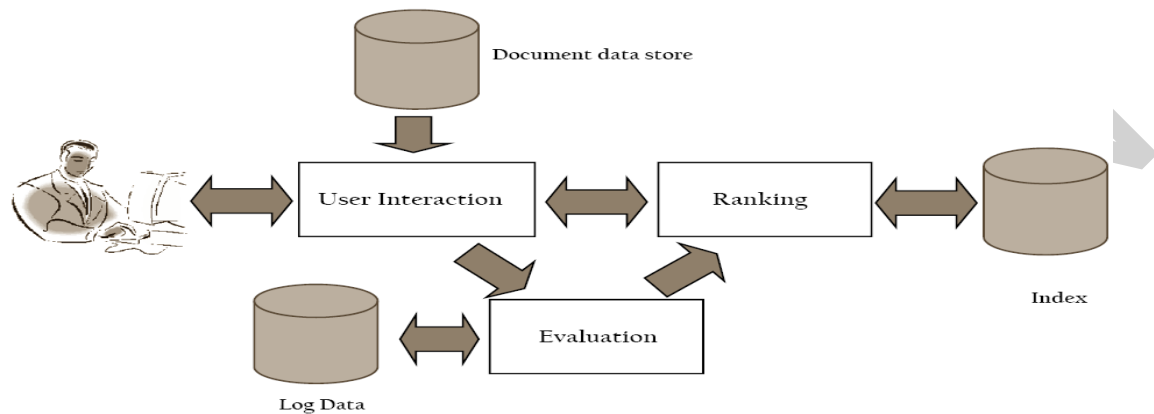 Document data store
User Interaction
Ranking
Index
Evaluation
Log Data